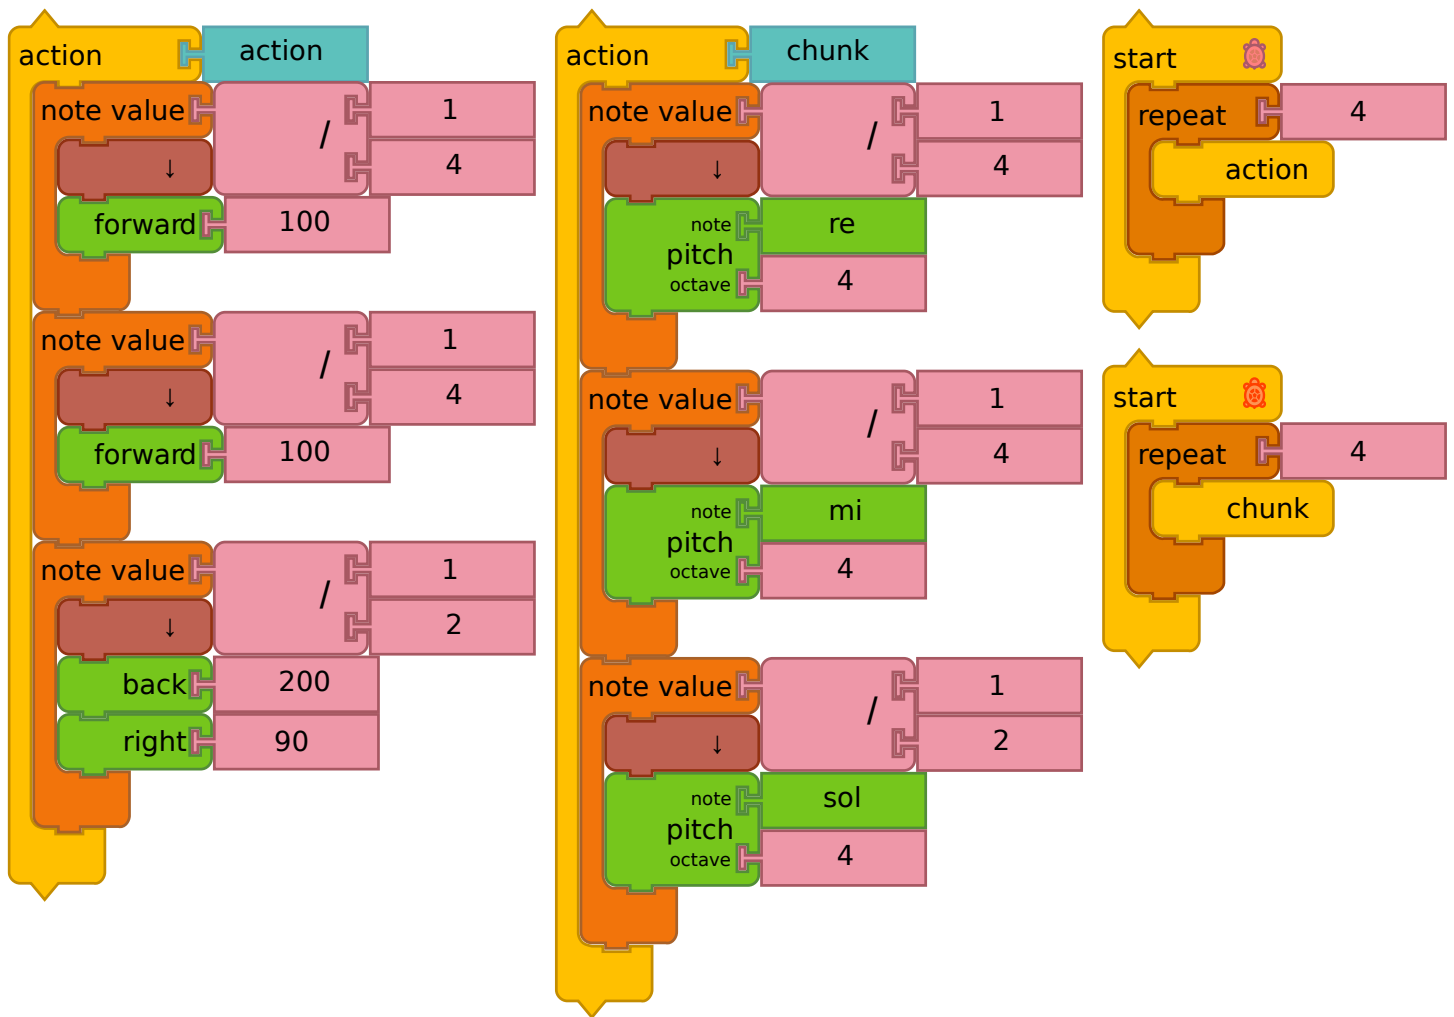 action action
note value / 1
4
↓
forward 100
note value / 1
4
↓
forward 100
note value / 1
2
↓
back 200
right 90
action chunk
note value / 1
4
↓
note re
pitch
octave 4
note value / 1
4
↓
note mi
pitch
octave 4
note value / 1
2
↓
note sol
pitch
octave 4
start
repeat 4
action
start
repeat 4
chunk